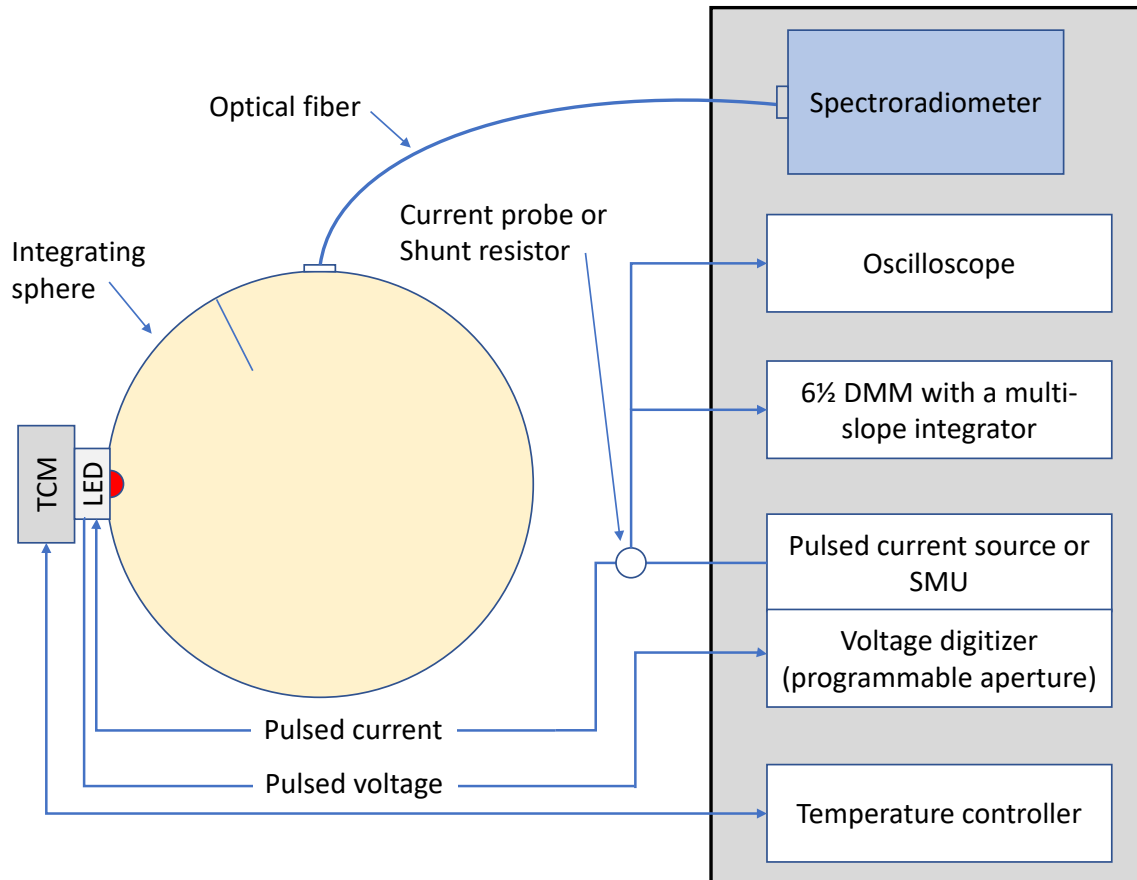 Optical fiber
Spectroradiometer
Integrating
sphere
Current probe or
Shunt resistor
Oscilloscope
6½ DMM with a multi-
slope integrator
TCM
LED
Pulsed current source or
SMU
Voltage digitizer
(programmable aperture)
Pulsed current
Pulsed voltage
Temperature controller